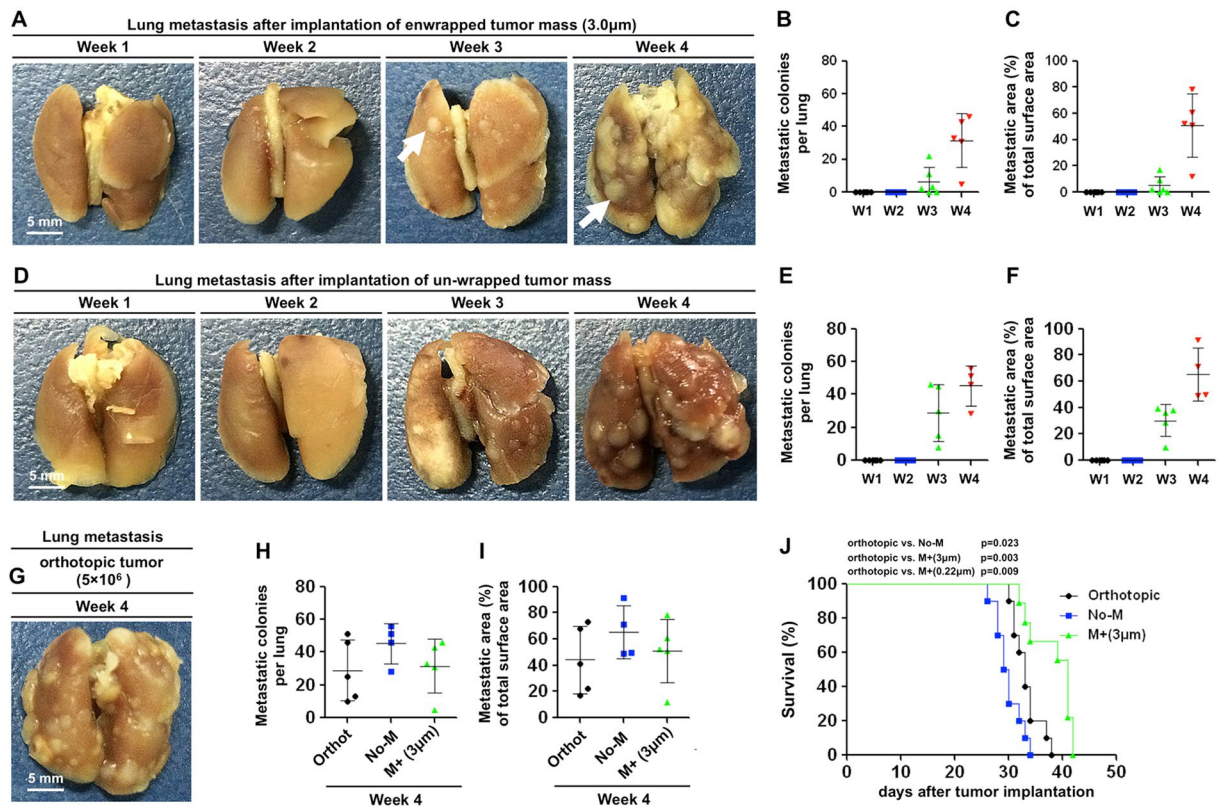 A
Lung metastasis after implantation of enwrapped tumor mass (3.0μm)
Week 1
Week 2
Week 3
Week 4
5 mm
B
Metastatic colonies
per lung
80
60
40
20
0
W1 W2 W3 W4
C
Metastatic area (%)
of total surface area
100
80
60
40
20
0
W1 W2 W3 W4
D
Lung metastasis after implantation of un-wrapped tumor mass
Week 1
Week 2
Week 3
Week 4
5 mm
E
Metastatic colonies
per lung
80
60
40
20
0
W1 W2 W3 W4
F
Metastatic area (%)
of total surface area
100
80
60
40
20
0
W1 W2 W3 W4
Lung metastasis
G
orthotopic tumor
(5×10⁶ )
Week 4
5 mm
H
Metastatic colonies
per lung
80
60
40
20
0
Orthot
No-M
M+ (3μm)
Week 4
I
Metastatic area (%)
of total surface area
100
80
60
40
20
0
Orthot
No-M
M+ (3μm)
Week 4
J
orthotopic vs. No-M p=0.023
orthotopic vs. M+(3μm) p=0.003
orthotopic vs. M+(0.22μm) p=0.009
Survival (%)
100
80
60
40
20
0
Orthotopic
No-M
M+(3μm)
0 10 20 30 40 50
days after tumor implantation